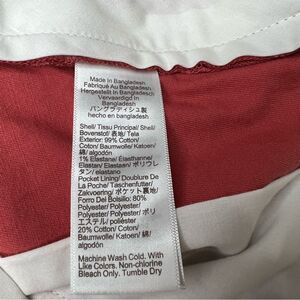 Made In Bangladesh
Fabriqué Au Bangladesh
Hergestellt In Bangladesh
Vervaardigd In
Bangladesh
バングラディシュ製
hecho en bangladesh
Shell/ Tissu Principal/ Shell/
Bovenstof/ 表地/ Tela
Exterior: 99% Cotton/
Coton/ Baumwolle/ Katoen/
綿/ algodón
1% Elastane/ Elasthanne/
Elasthan/ Elastaan/ ポリウレ
タン/ elastano
Pocket Lining/ Doublure De
La Poche/ Taschenfutter/
Zakvoering/ ポケット裏地/
Forro Del Bolsillo: 80%
Polyester/ Polyester/
Polyester/ Polyester/ ポリ
エステル/ poliéster
20% Cotton/ Coton/
Baumwolle/ Katoen/ 綿/
algodón
Machine Wash Cold. With
Like Colors. Non-chlorine
Bleach Only. Tumble Dry